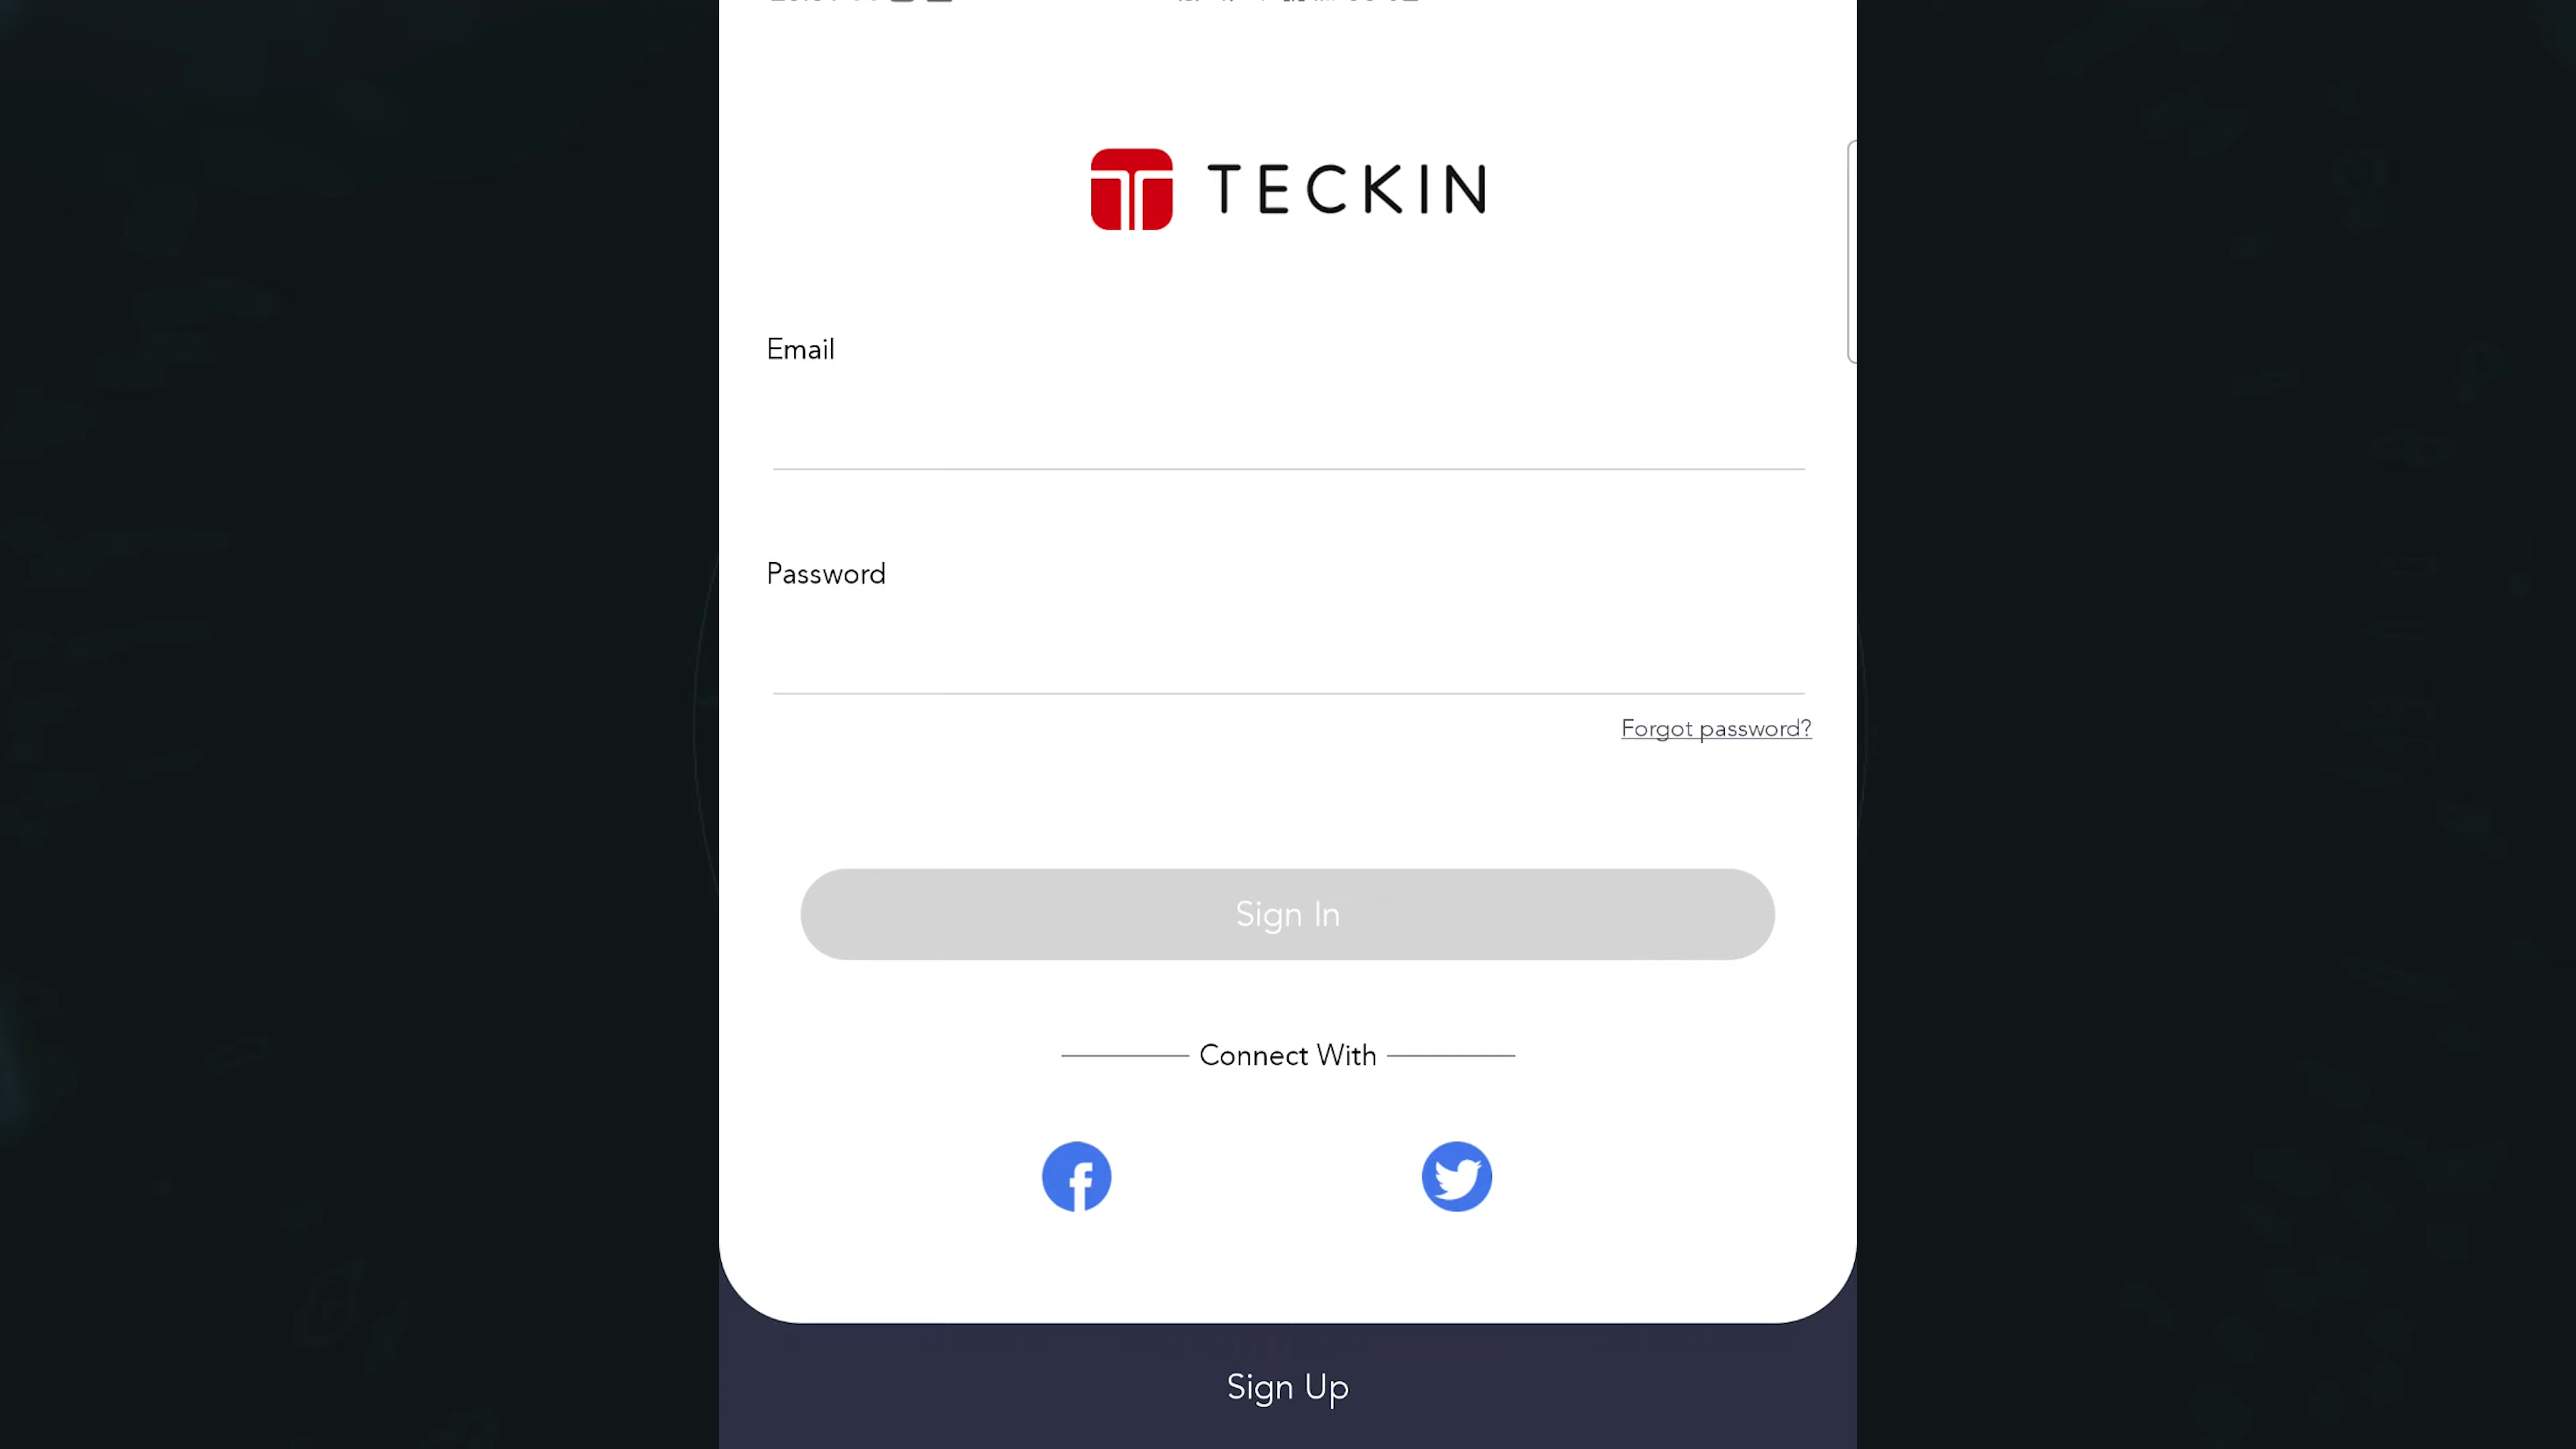 TECKIN
Email
Password
Forgot password?
Sign In
Connect With
Sign Up